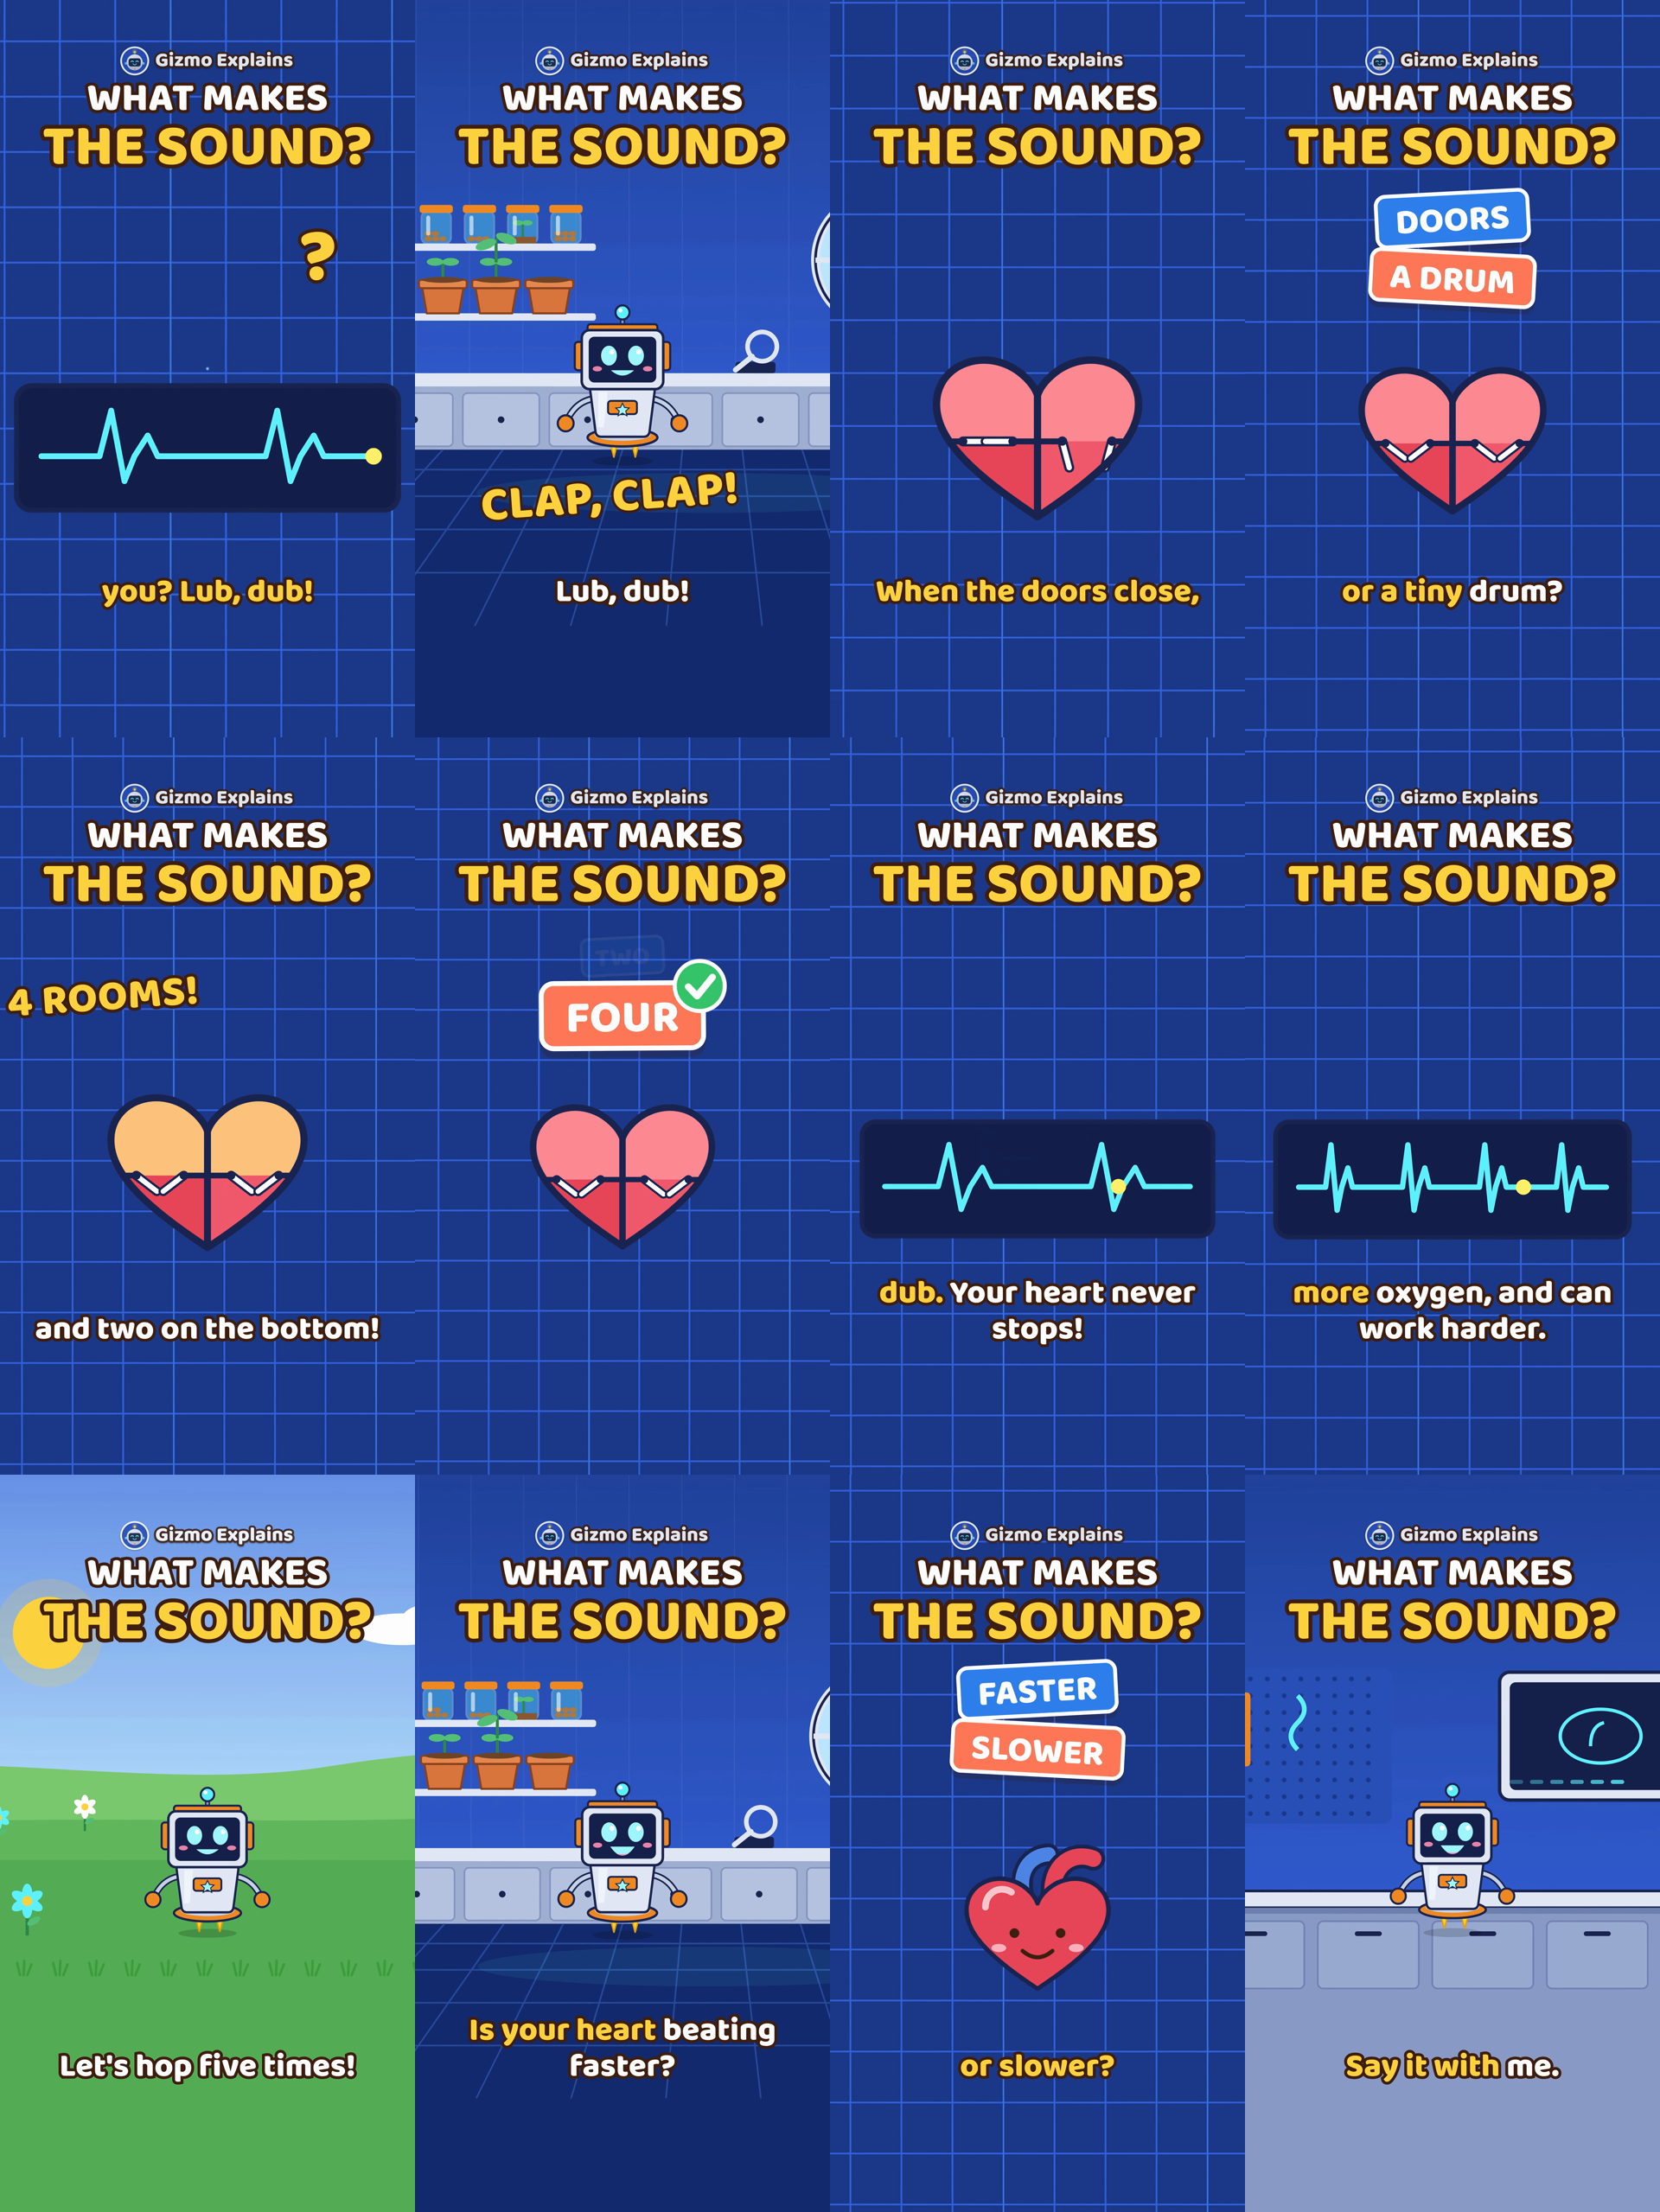 Gizmo Explains
WHAT MAKES
THE SOUND?
?
you? Lub, dub!
Gizmo Explains
WHAT MAKES
THE SOUND?
CLAP, CLAP!
Lub, dub!
Gizmo Explains
WHAT MAKES
THE SOUND?
When the doors close,
Gizmo Explains
WHAT MAKES
THE SOUND?
DOORS
A DRUM
or a tiny drum?
Gizmo Explains
WHAT MAKES
THE SOUND?
4 ROOMS!
and two on the bottom!
Gizmo Explains
WHAT MAKES
THE SOUND?
TWO
FOUR
Gizmo Explains
WHAT MAKES
THE SOUND?
dub. Your heart never
stops!
Gizmo Explains
WHAT MAKES
THE SOUND?
more oxygen, and can
work harder.
Gizmo Explains
WHAT MAKES
THE SOUND?
Let's hop five times!
Gizmo Explains
WHAT MAKES
THE SOUND?
Is your heart beating
faster?
Gizmo Explains
WHAT MAKES
THE SOUND?
FASTER
SLOWER
or slower?
Gizmo Explains
WHAT MAKES
THE SOUND?
Say it with me.